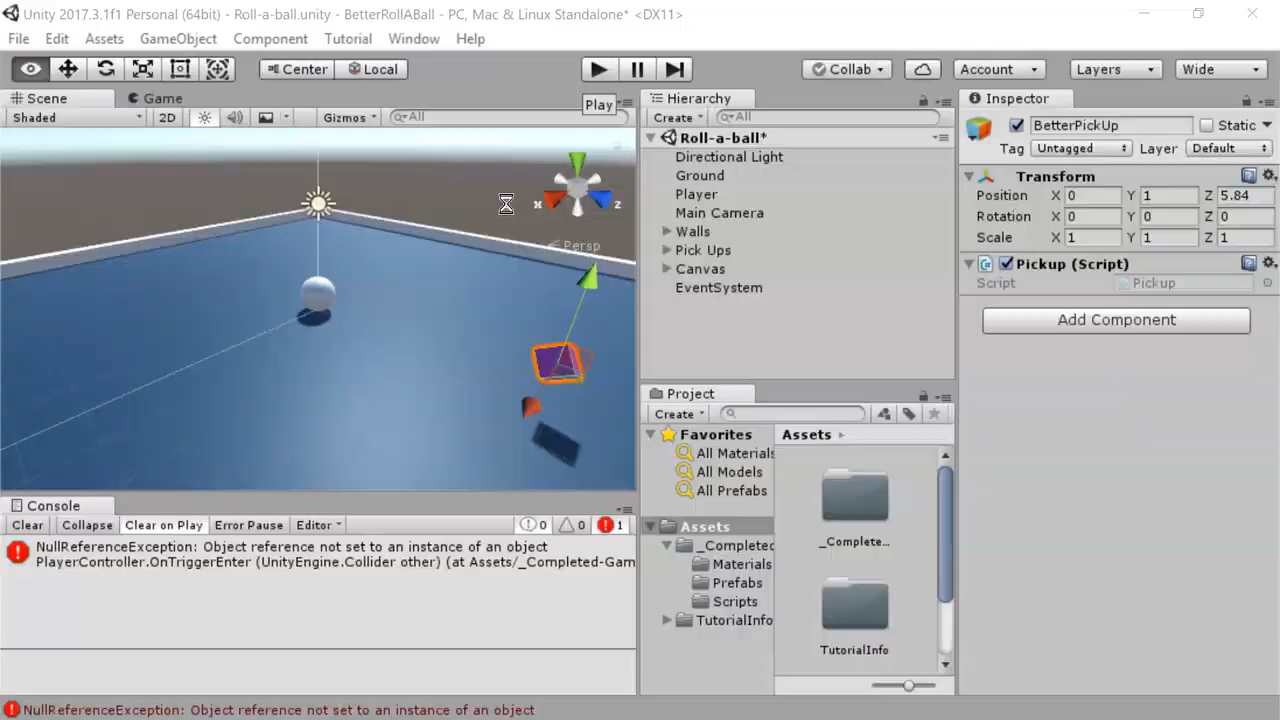 Unity 2017.3.1f1 Personal (64bit) - Roll-a-ball.unity - BetterRollABall - PC, Mac & Linux Standalone* <DX11>
File Edit Assets GameObject Component Tutorial Window Help
Center Local Collab Account Layers Wide
Scene Game Play Hierarchy Inspector
Shaded 2D Gizmos All Create All
BetterPickUp Static
Roll-a-ball*
Tag Untagged Layer Default
Directional Light
Ground
Player
Main Camera
Walls
Pick Ups
Canvas
EventSystem
Transform
Position X 0 Y 1 Z 5.84
Rotation X 0 Y 0 Z 0
Scale X 1 Y 1 Z 1
Pickup (Script)
Script Pickup
Add Component
x z
Persp
Project
Create
Favorites
All Materials
All Models
All Prefabs
Assets
_Completed
Materials
Prefabs
Scripts
TutorialInfo
Assets
_Complete...
TutorialInfo
Console
Clear Collapse Clear on Play Error Pause Editor 0 0 1
NullReferenceException: Object reference not set to an instance of an object
PlayerController.OnTriggerEnter (UnityEngine.Collider other) (at Assets/_Completed-Gam
NullReferenceException: Object reference not set to an instance of an object